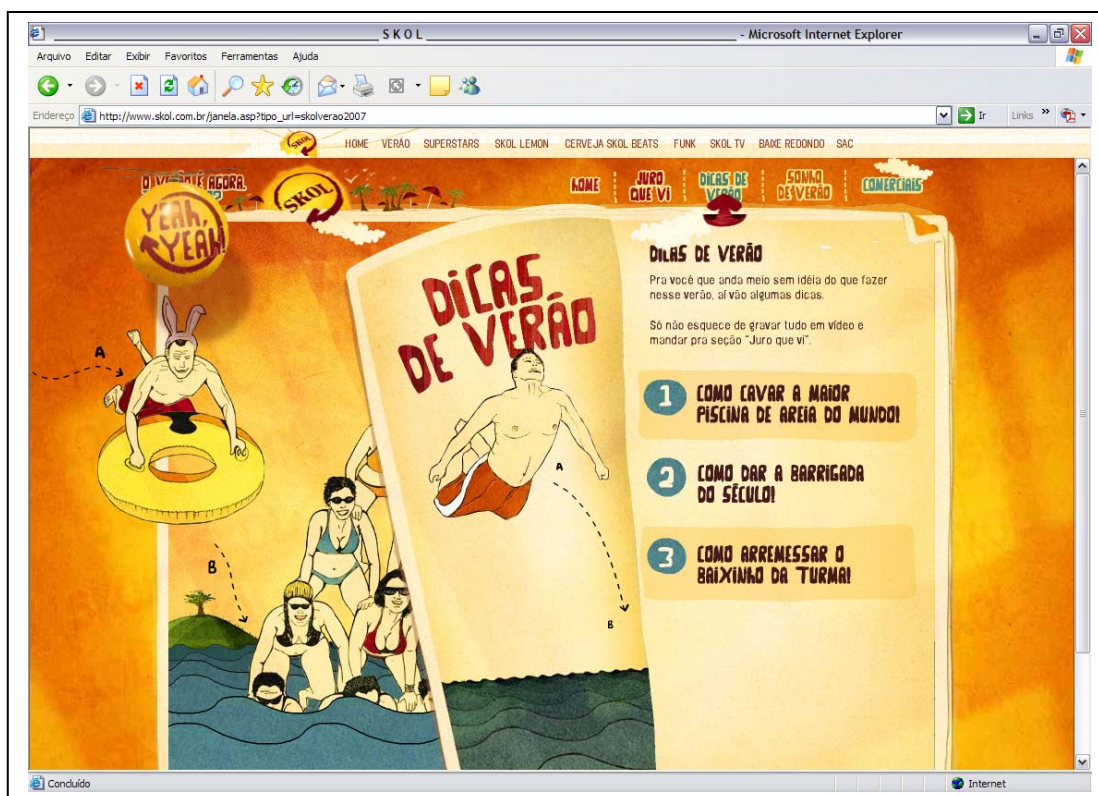 SKOL - Microsoft Internet Explorer
Arquivo Editar Exibir Favoritos Ferramentas Ajuda
Endereço http://www.skol.com.br/janela.asp?tipo_url=skolverao2007 Ir Links
SKOL HOME VERÃO SUPERSTARS SKOL LEMON CERVEJA SKOL BEATS FUNK SKOL TV BAIXE REDONDO SAC
AGORA.
SKOL
HOME
JURO QUE VI
DICAS DE VERÃO
SONHO DE VERÃO
COMERCIAIS
YEAH,
YEAH!
DICAS
DE VERÃO
DICAS DE VERÃO
Pra você que anda meio sem idéia do que fazer
nesse verão, aí vão algumas dicas.
Só não esquece de gravar tudo em vídeo e
mandar pra seção "Juro que vi".
1 COMO CAVAR A MAIOR
PISCINA DE AREIA DO MUNDO!
2 COMO DAR A BARRIGADA
DO SÉCULO!
3 COMO ARREMESSAR O
BAIXINHO DA TURMA!
A
B
A
B
Concluído Internet